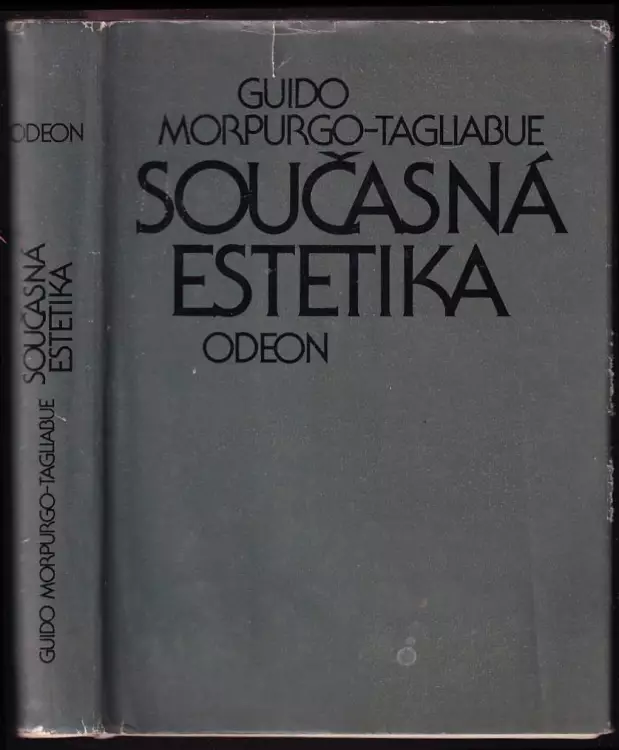 GUIDO
MORPURGO-TAGLIABUE
SOUČASNÁ
ESTETIKA
ODEON
ODEON
SOUČASNÁ
ESTETIKA
GUIDO MORPURGO-TAGLIABUE